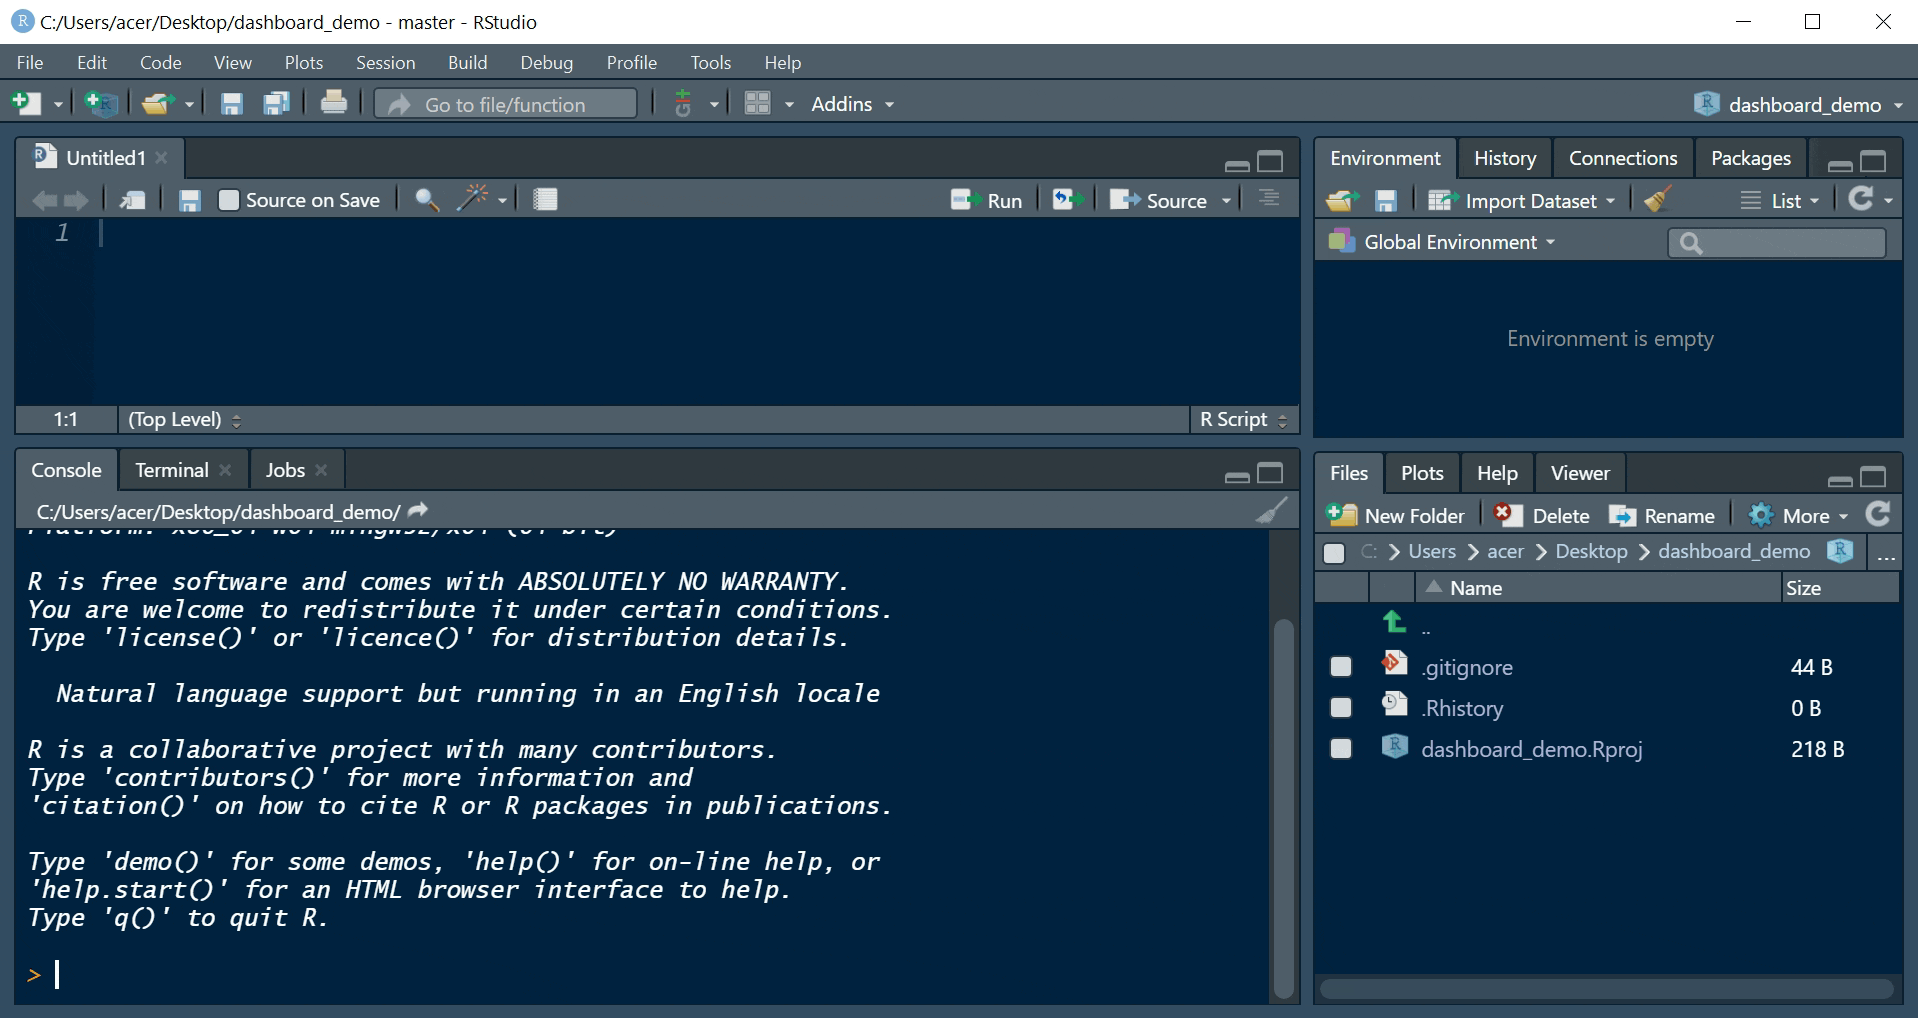 C:/Users/acer/Desktop/dashboard_demo - master - RStudio
File Edit Code View Plots Session Build Debug Profile Tools Help
Go to file/function Addins dashboard_demo
Untitled1
Source on Save Run Source
1
1:1 (Top Level) R Script
Console Terminal Jobs
C:/Users/acer/Desktop/dashboard_demo/
R is free software and comes with ABSOLUTELY NO WARRANTY.
You are welcome to redistribute it under certain conditions.
Type 'license()' or 'licence()' for distribution details.
Natural language support but running in an English locale
R is a collaborative project with many contributors.
Type 'contributors()' for more information and
'citation()' on how to cite R or R packages in publications.
Type 'demo()' for some demos, 'help()' for on-line help, or
'help.start()' for an HTML browser interface to help.
Type 'q()' to quit R.
>
Environment History Connections Packages
Import Dataset List
Global Environment
Environment is empty
Files Plots Help Viewer
New Folder Delete Rename More
C: Users acer Desktop dashboard_demo ...
Name Size
..
.gitignore 44 B
.Rhistory 0 B
dashboard_demo.Rproj 218 B